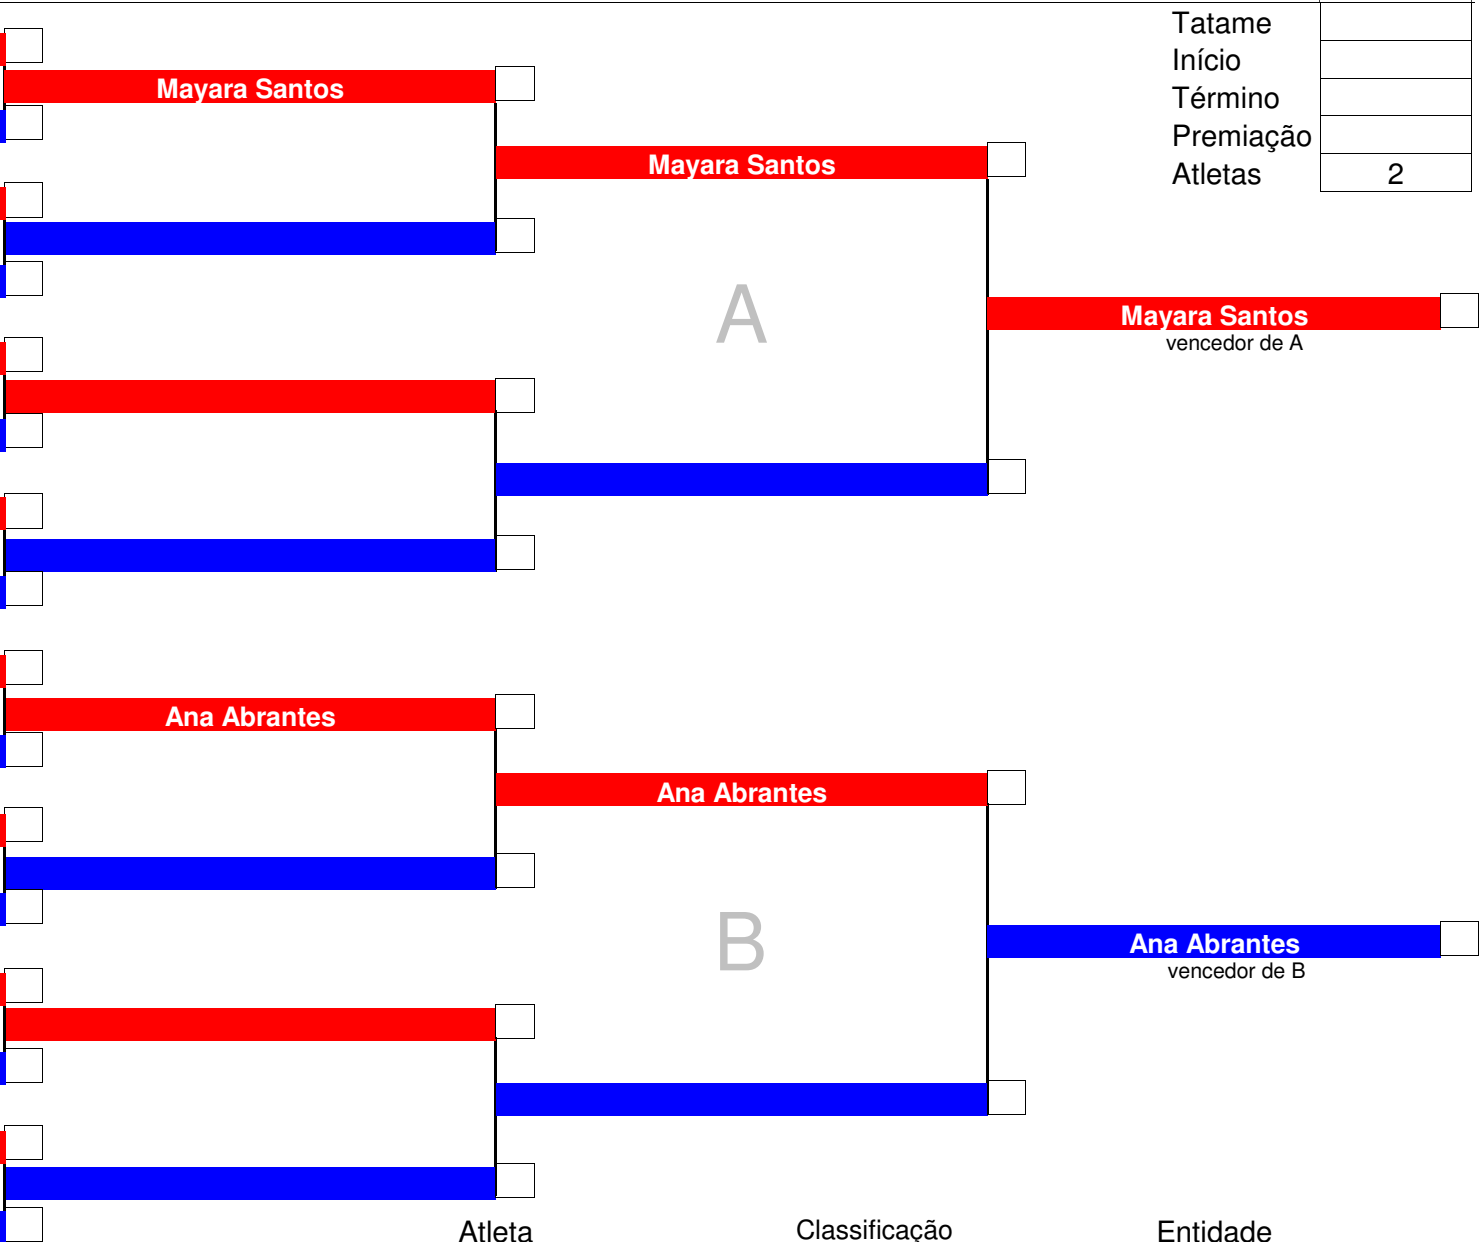 Tatame
Início
Mayara Santos
Término
Premiação
Mayara Santos
Atletas 2
A
Mayara Santos
vencedor de A
Ana Abrantes
Ana Abrantes
B
Ana Abrantes
vencedor de B
Atleta Classificação Entidade